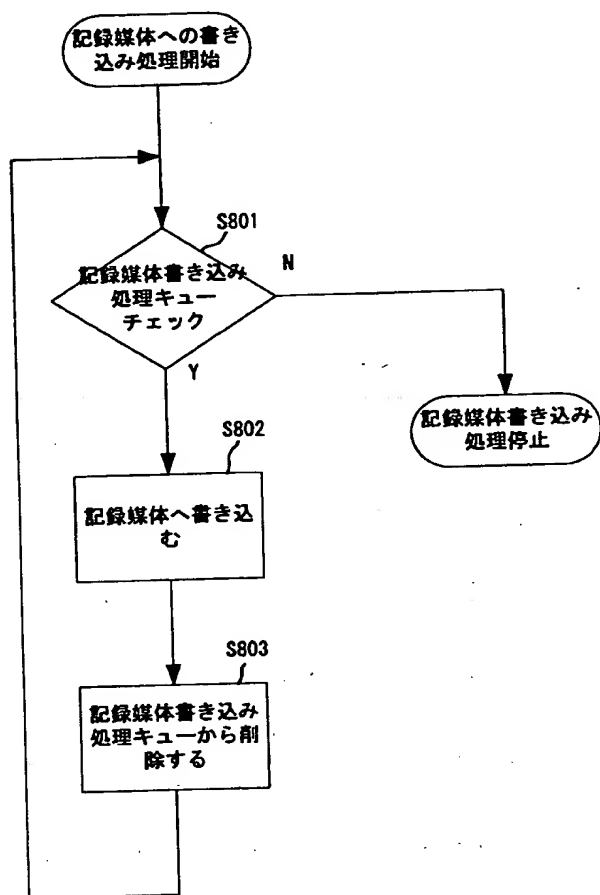 記録媒体への書き
込み処理開始
S801
記録媒体書き込み
処理キュー
チェック
N
Y
記録媒体書き込み
処理停止
S802
記録媒体へ書き込
む
S803
記録媒体書き込み
処理キューから削
除する